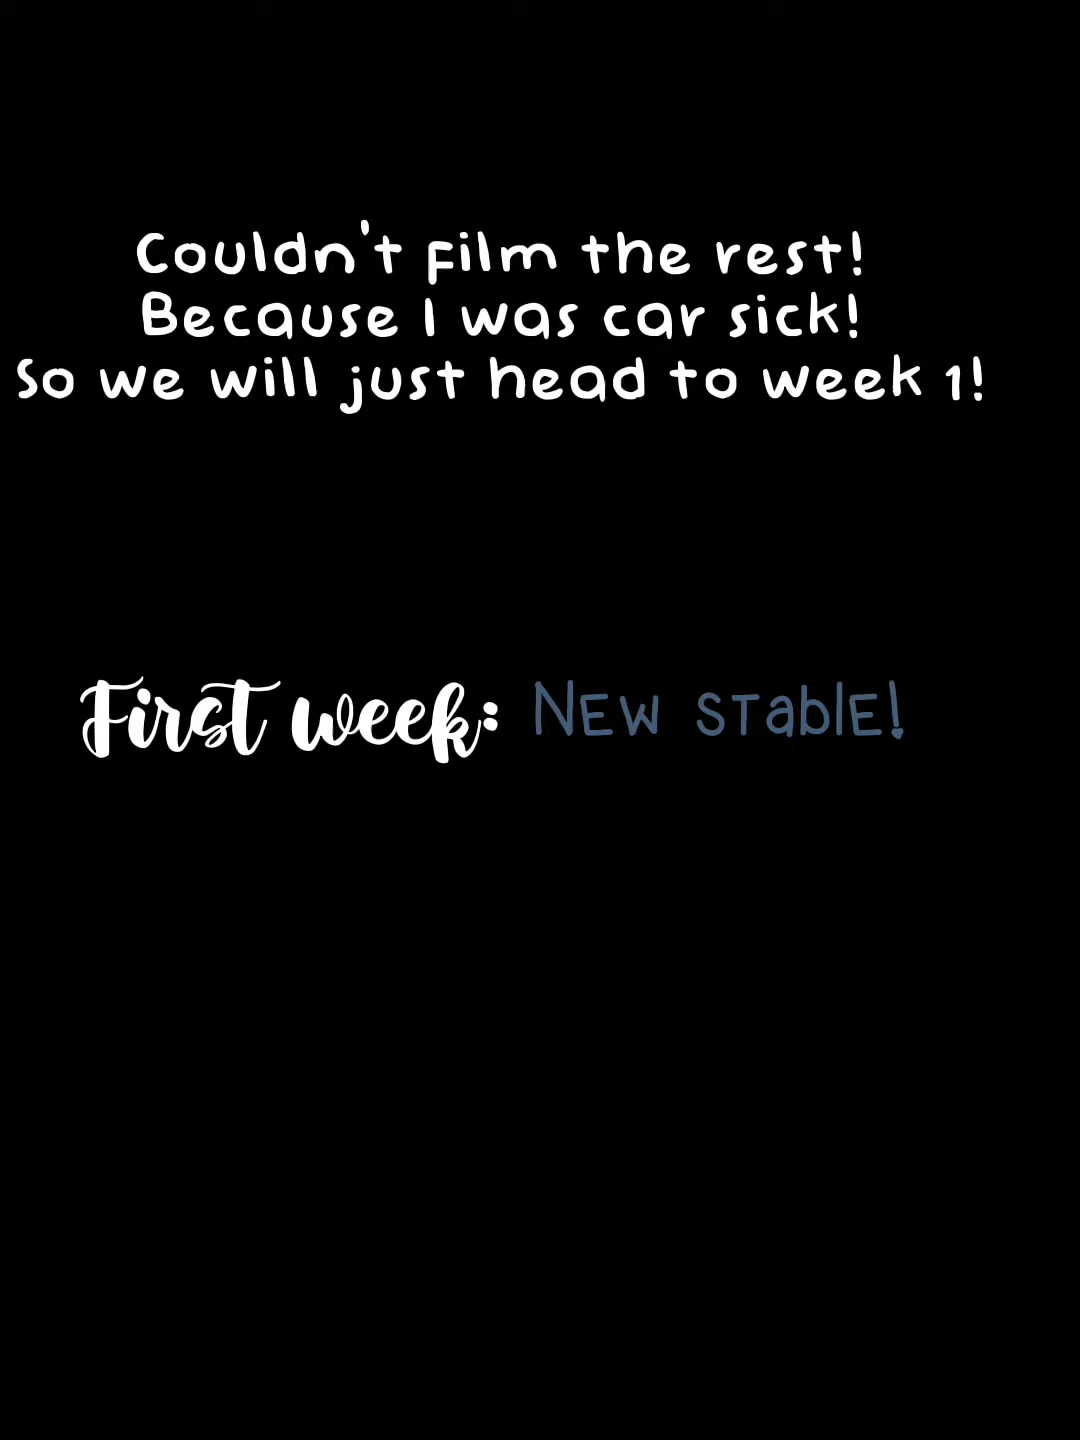 Couldn't film the rest!
Because I was car sick!
So we will just head to week 1!
First week: NEW STablE!